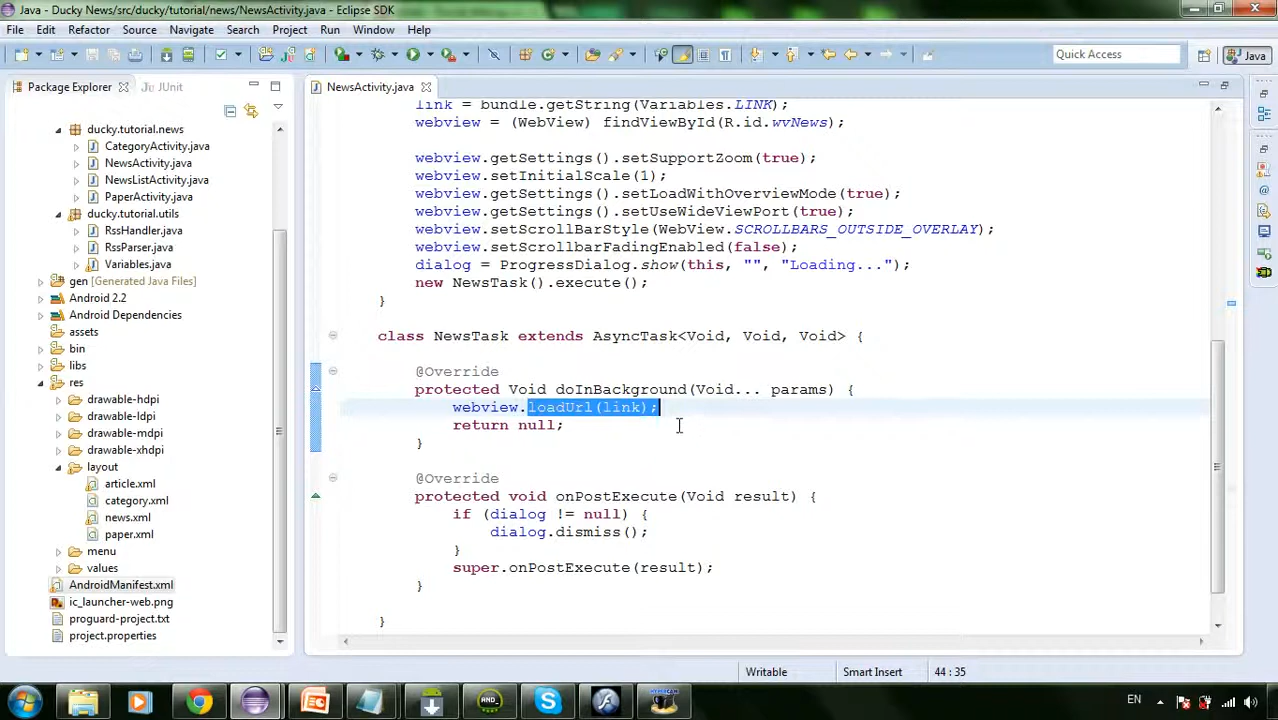 Java - Ducky News/src/ducky/tutorial/news/NewsActivity.java - Eclipse SDK
File Edit Refactor Source Navigate Search Project Run Window Help
Quick Access
Java
Package Explorer
JUnit
NewsActivity.java
ducky.tutorial.news
CategoryActivity.java
NewsActivity.java
NewsListActivity.java
PaperActivity.java
ducky.tutorial.utils
RssHandler.java
RssParser.java
Variables.java
gen [Generated Java Files]
Android 2.2
Android Dependencies
assets
bin
libs
res
drawable-hdpi
drawable-ldpi
drawable-mdpi
drawable-xhdpi
layout
article.xml
category.xml
news.xml
paper.xml
menu
values
AndroidManifest.xml
ic_launcher-web.png
proguard-project.txt
project.properties
link = bundle.getString(Variables.LINK);
webview = (WebView) findViewById(R.id.wvNews);
webview.getSettings().setSupportZoom(true);
webview.setInitialScale(1);
webview.getSettings().setLoadWithOverviewMode(true);
webview.getSettings().setUseWideViewPort(true);
webview.setScrollBarStyle(WebView.SCROLLBARS_OUTSIDE_OVERLAY);
webview.setScrollbarFadingEnabled(false);
dialog = ProgressDialog.show(this, "", "Loading...");
new NewsTask().execute();
}
class NewsTask extends AsyncTask<Void, Void, Void> {
@Override
protected Void doInBackground(Void... params) {
webview.loadUrl(link);
return null;
}
@Override
protected void onPostExecute(Void result) {
if (dialog != null) {
dialog.dismiss();
}
super.onPostExecute(result);
}
}
Writable
Smart Insert
44 : 35
EN